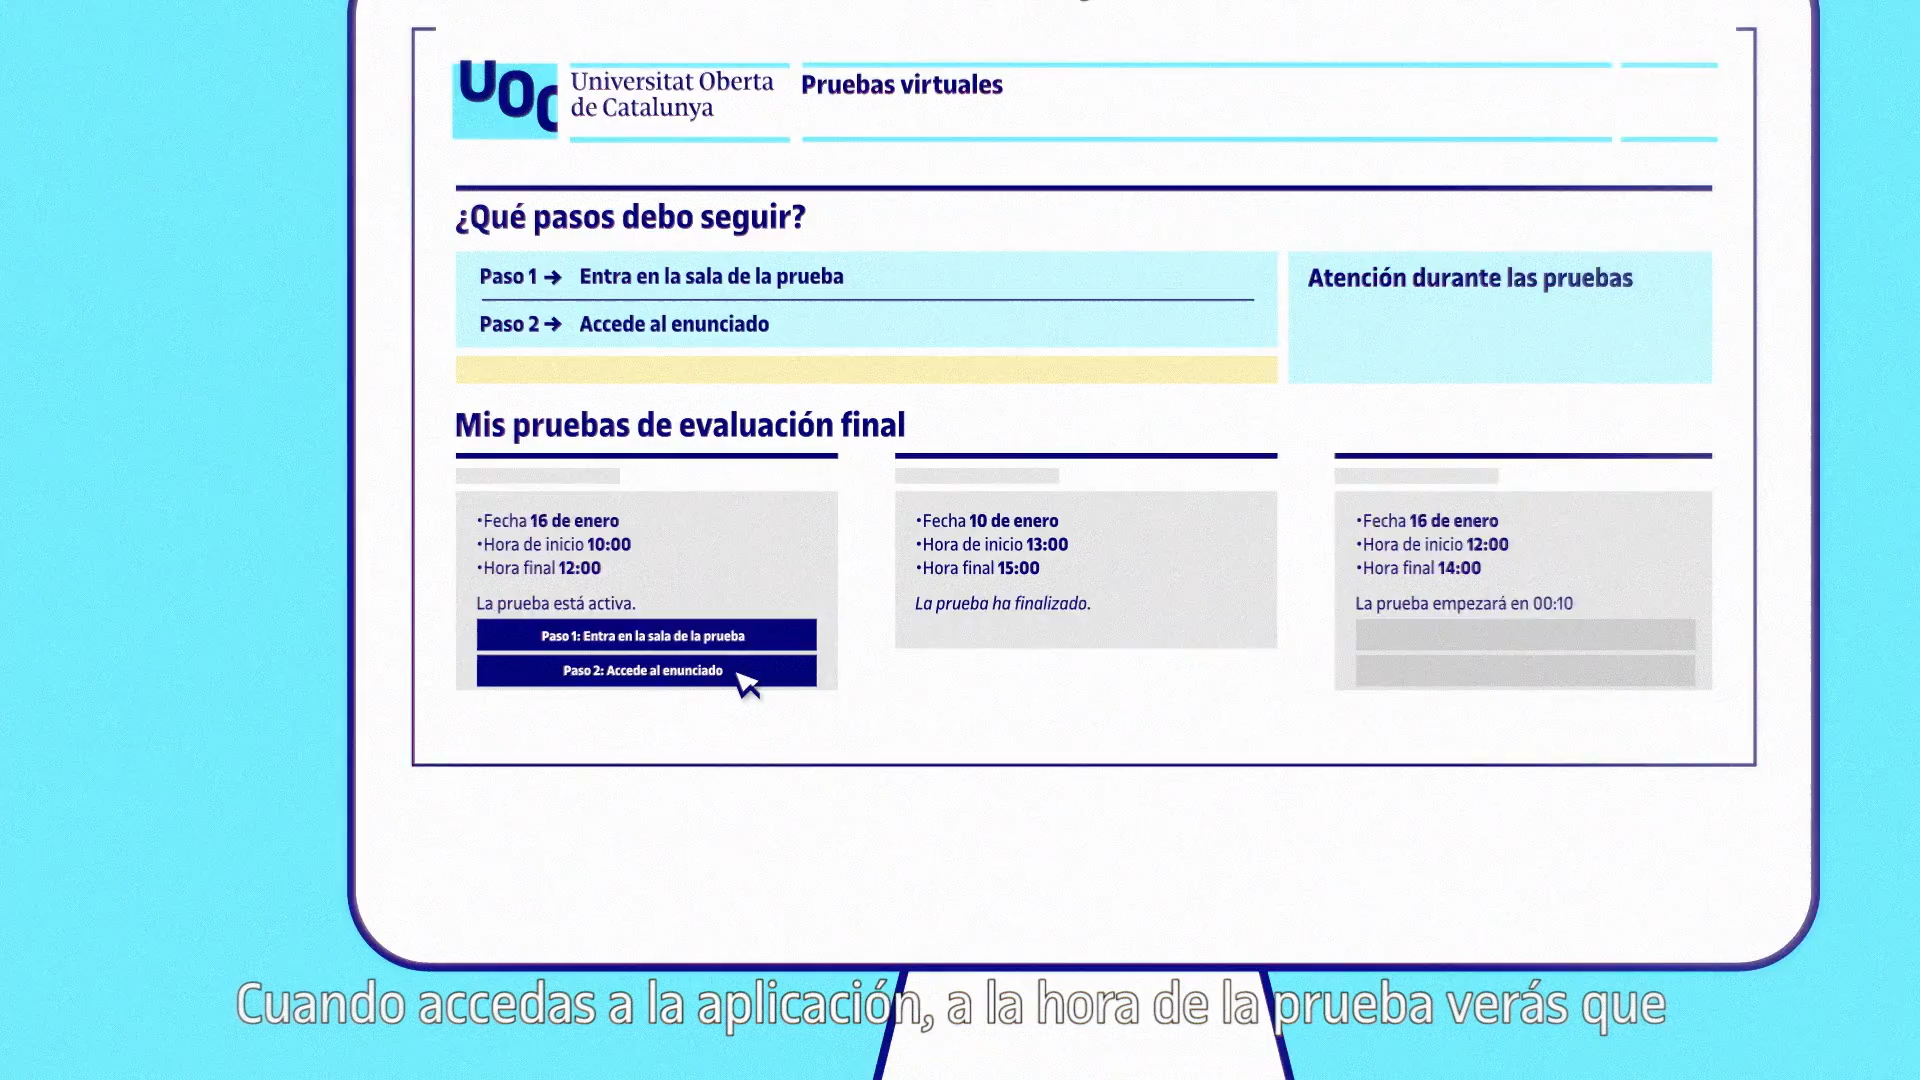 UOC
Universitat Oberta
de Catalunya
Pruebas virtuales
¿Qué pasos debo seguir?
Paso 1 → Entra en la sala de la prueba
Paso 2 → Accede al enunciado
Atención durante las pruebas
Mis pruebas de evaluación final
•Fecha 16 de enero
•Hora de inicio 10:00
•Hora final 12:00
La prueba está activa.
Paso 1: Entra en la sala de la prueba
Paso 2: Accede al enunciado
•Fecha 10 de enero
•Hora de inicio 13:00
•Hora final 15:00
La prueba ha finalizado.
•Fecha 16 de enero
•Hora de inicio 12:00
•Hora final 14:00
La prueba empezará en 00:10
Cuando accedas a la aplicación, a la hora de la prueba verás que